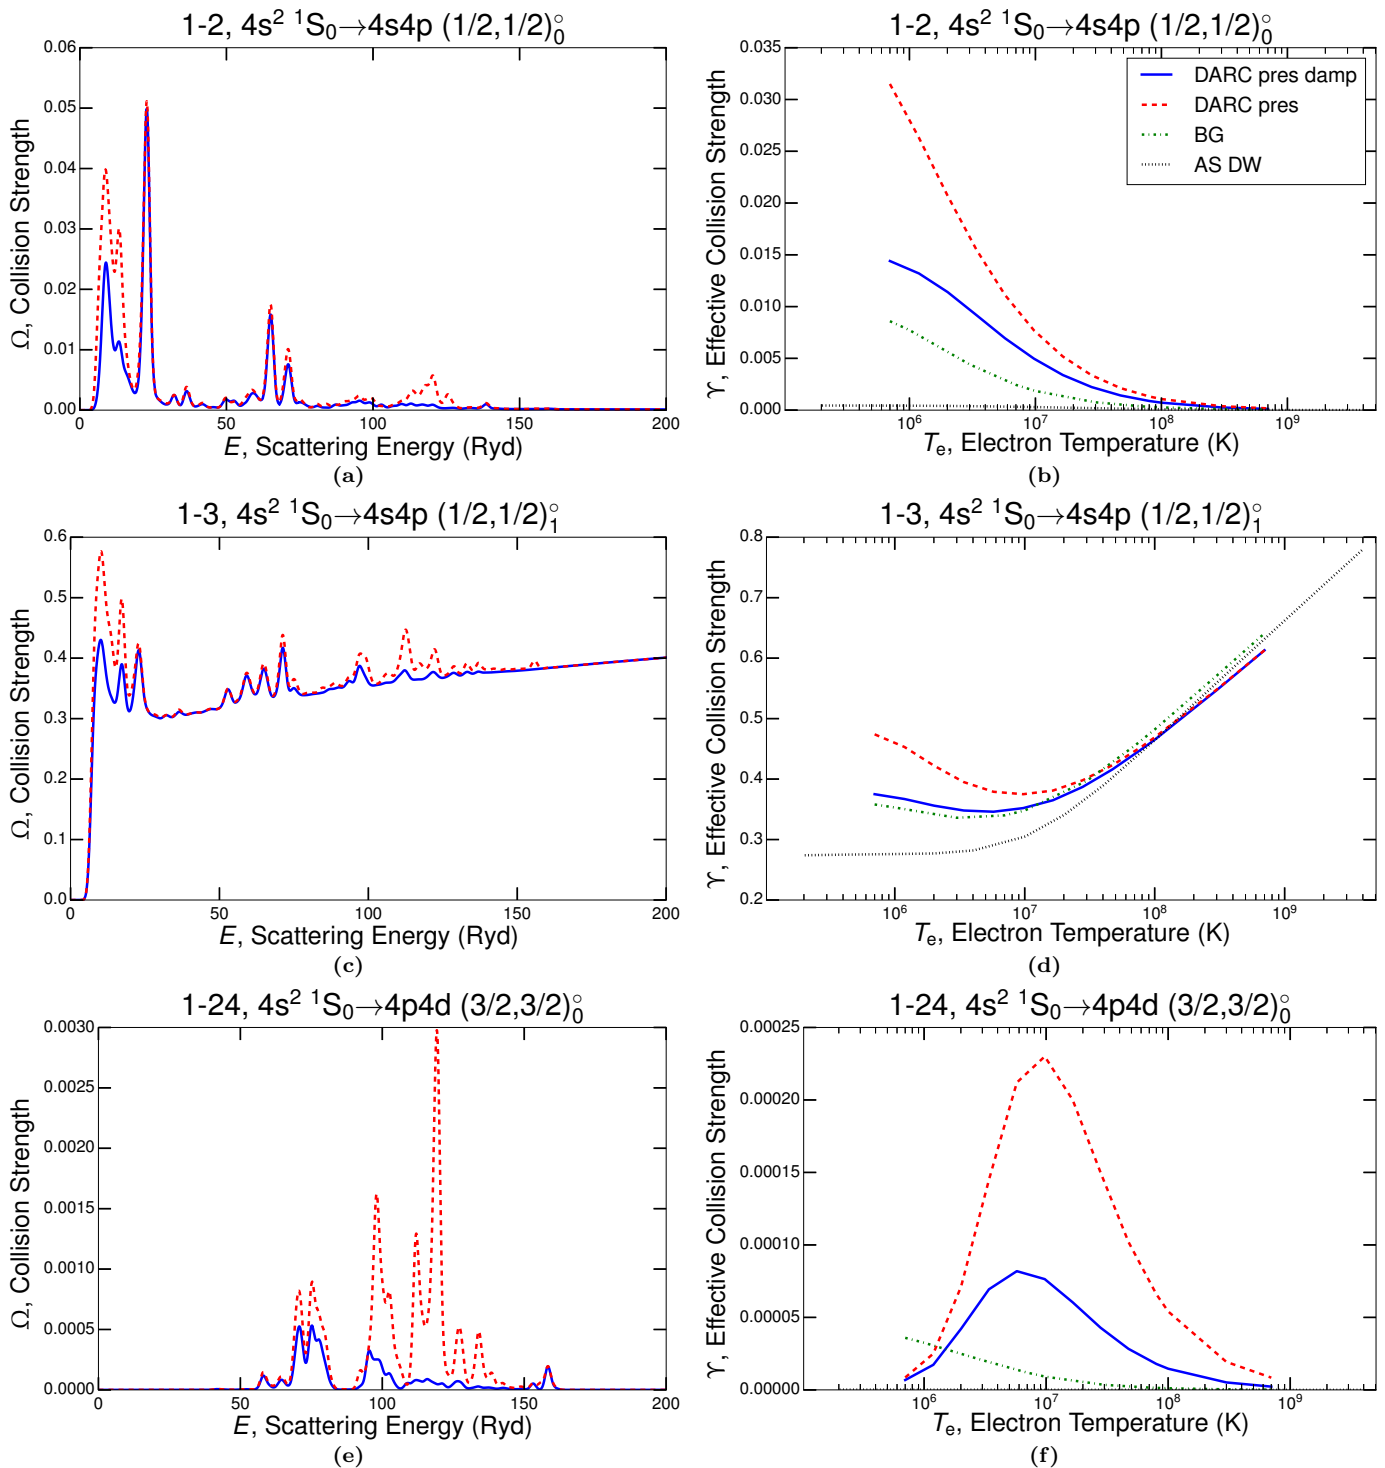 1-2, 4s² ¹S₀→4s4p (1/2,1/2)°₀
0.06
0.05
0.04
0.03
0.02
0.01
0.00
Ω, Collision Strength
0 50 100 150 200
E, Scattering Energy (Ryd)
(a)
1-2, 4s² ¹S₀→4s4p (1/2,1/2)°₀
0.035
0.030
0.025
0.020
0.015
0.010
0.005
0.000
ϒ, Effective Collision Strength
DARC pres damp
DARC pres
BG
AS DW
10⁶ 10⁷ 10⁸ 10⁹
Tₑ, Electron Temperature (K)
(b)
1-3, 4s² ¹S₀→4s4p (1/2,1/2)°₁
0.6
0.5
0.4
0.3
0.2
0.1
0.0
Ω, Collision Strength
0 50 100 150 200
E, Scattering Energy (Ryd)
(c)
1-3, 4s² ¹S₀→4s4p (1/2,1/2)°₁
0.8
0.7
0.6
0.5
0.4
0.3
0.2
ϒ, Effective Collision Strength
10⁶ 10⁷ 10⁸ 10⁹
Tₑ, Electron Temperature (K)
(d)
1-24, 4s² ¹S₀→4p4d (3/2,3/2)°₀
0.0030
0.0025
0.0020
0.0015
0.0010
0.0005
0.0000
Ω, Collision Strength
0 50 100 150 200
E, Scattering Energy (Ryd)
(e)
1-24, 4s² ¹S₀→4p4d (3/2,3/2)°₀
0.00025
0.00020
0.00015
0.00010
0.00005
0.00000
ϒ, Effective Collision Strength
10⁶ 10⁷ 10⁸ 10⁹
Tₑ, Electron Temperature (K)
(f)